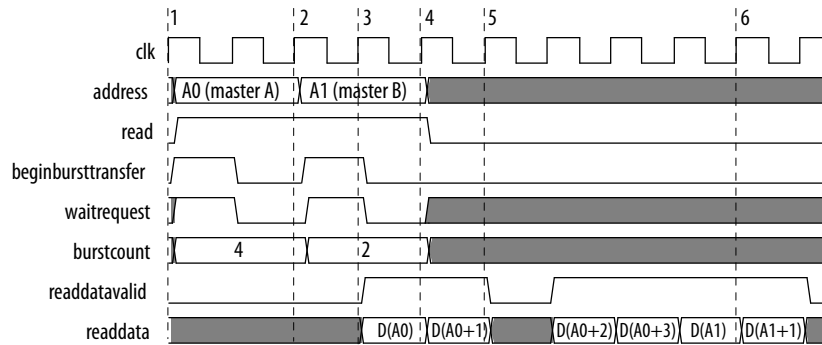 1 2 3 4 5 6
clk
address A0 (master A) A1 (master B)
read
beginbursttransfer
waitrequest
burstcount 4 2
readdatavalid
readdata D(A0) D(A0+1) D(A0+2) D(A0+3) D(A1) D(A1+1)